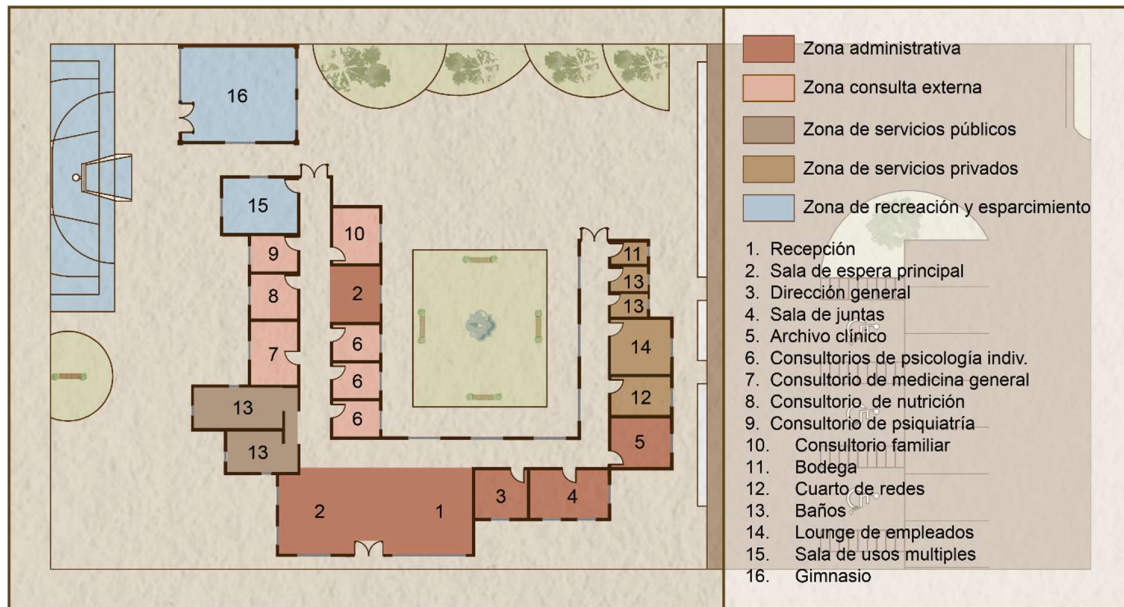 16
15
10
9
2
8
6
7
6
6
13
13
11
13
13
14
12
5
2
1
3
4
Zona administrativa
Zona consulta externa
Zona de servicios públicos
Zona de servicios privados
Zona de recreación y esparcimiento
1. Recepción
2. Sala de espera principal
3. Dirección general
4. Sala de juntas
5. Archivo clínico
6. Consultorios de psicología indiv.
7. Consultorio de medicina general
8. Consultorio de nutrición
9. Consultorio de psiquiatría
10. Consultorio familiar
11. Bodega
12. Cuarto de redes
13. Baños
14. Lounge de empleados
15. Sala de usos multiples
16. Gimnasio